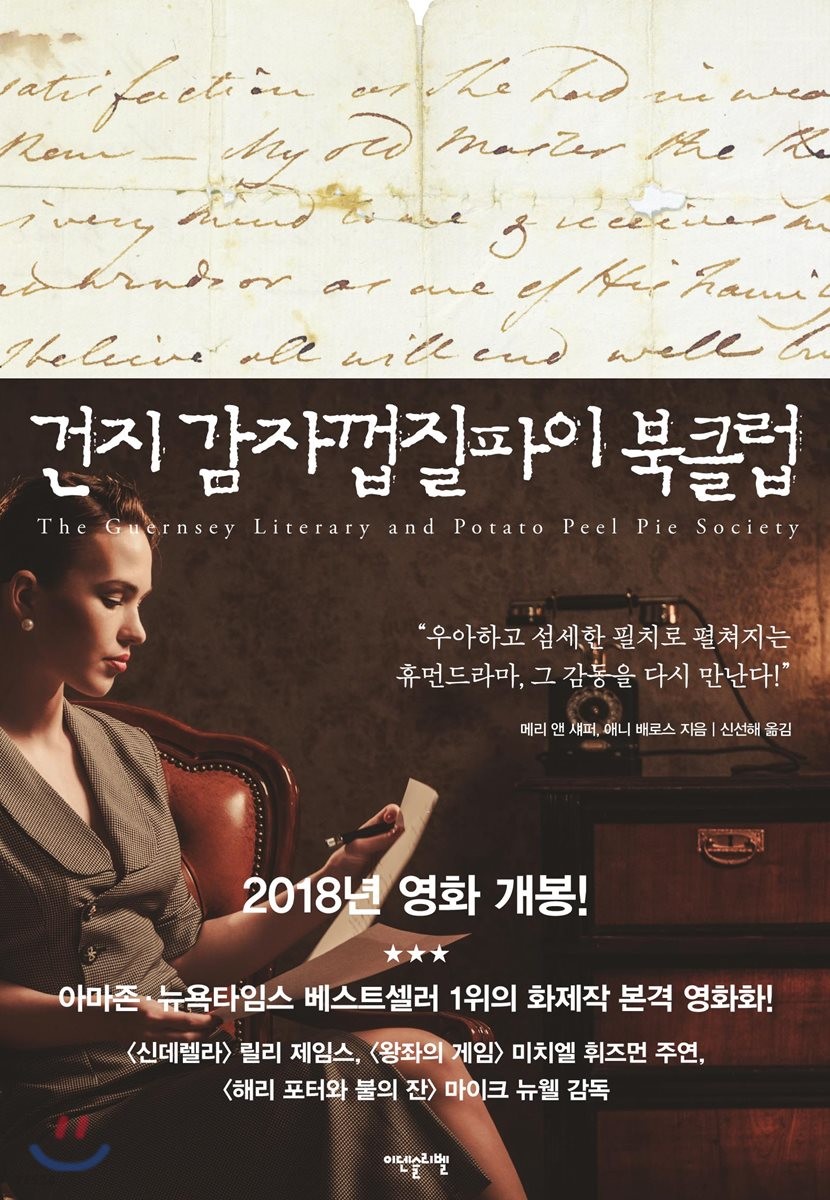 satisfaction as she had in wea
them — My old Master the
is very kind to me & receives m
at Windsor as one of His Family
I believe all will end well but
건지 감자껍질파이 북클럽
The Guernsey Literary and Potato Peel Pie Society
“우아하고 섬세한 필치로 펼쳐지는
휴먼드라마, 그 감동을 다시 만난다!”
메리 앤 섀퍼, 애니 배로스 지음 | 신선해 옮김
2018년 영화 개봉!
★★★
아마존·뉴욕타임스 베스트셀러 1위의 화제작 본격 영화화!
〈신데렐라〉 릴리 제임스, 〈왕좌의 게임〉 미치엘 휘즈먼 주연,
〈해리 포터와 불의 잔〉 마이크 뉴웰 감독
이덴슬리벨